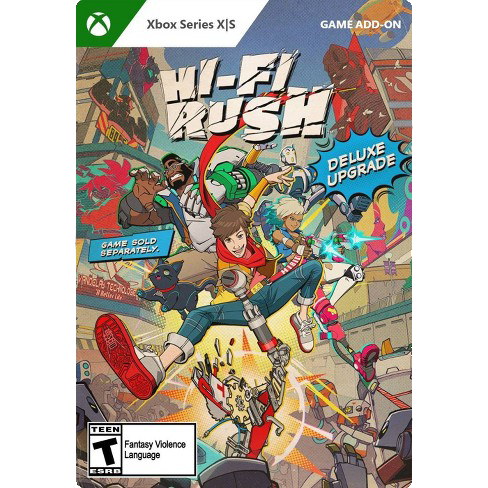 Xbox Series X|S
GAME ADD-ON
HI-FI
RUSH
DELUXE
UPGRADE
GAME SOLD
SEPARATELY.
TEEN
T
ESRB
Fantasy Violence
Language